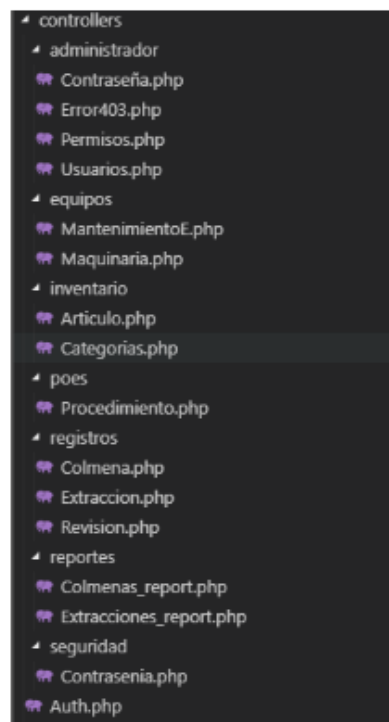 controllers
administrador
Contraseña.php
Error403.php
Permisos.php
Usuarios.php
equipos
MantenimientoE.php
Maquinaria.php
inventario
Articulo.php
Categorias.php
poes
Procedimiento.php
registros
Colmena.php
Extraccion.php
Revision.php
reportes
Colmenas_report.php
Extracciones_report.php
seguridad
Contrasenia.php
Auth.php